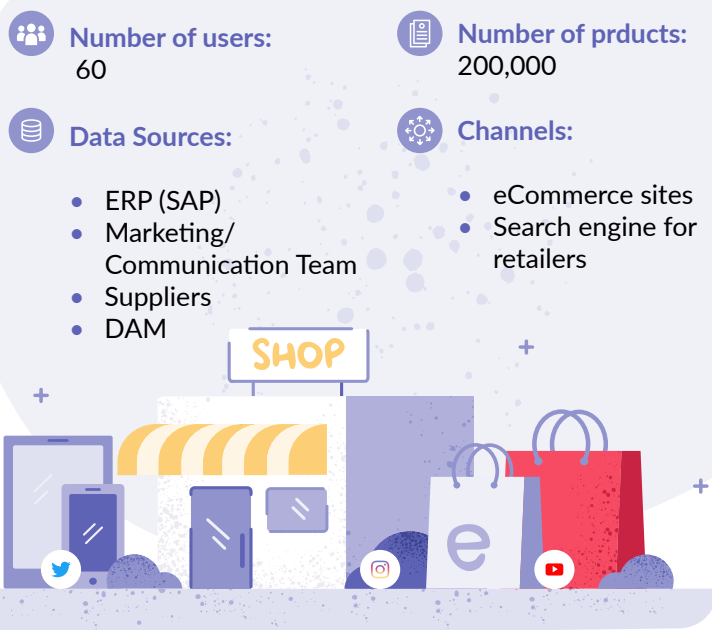 Number of users:
60
Number of prducts:
200,000
Data Sources:
• ERP (SAP)
• Marketing/
Communication Team
• Suppliers
• DAM
Channels:
• eCommerce sites
• Search engine for
retailers
SHOP
e